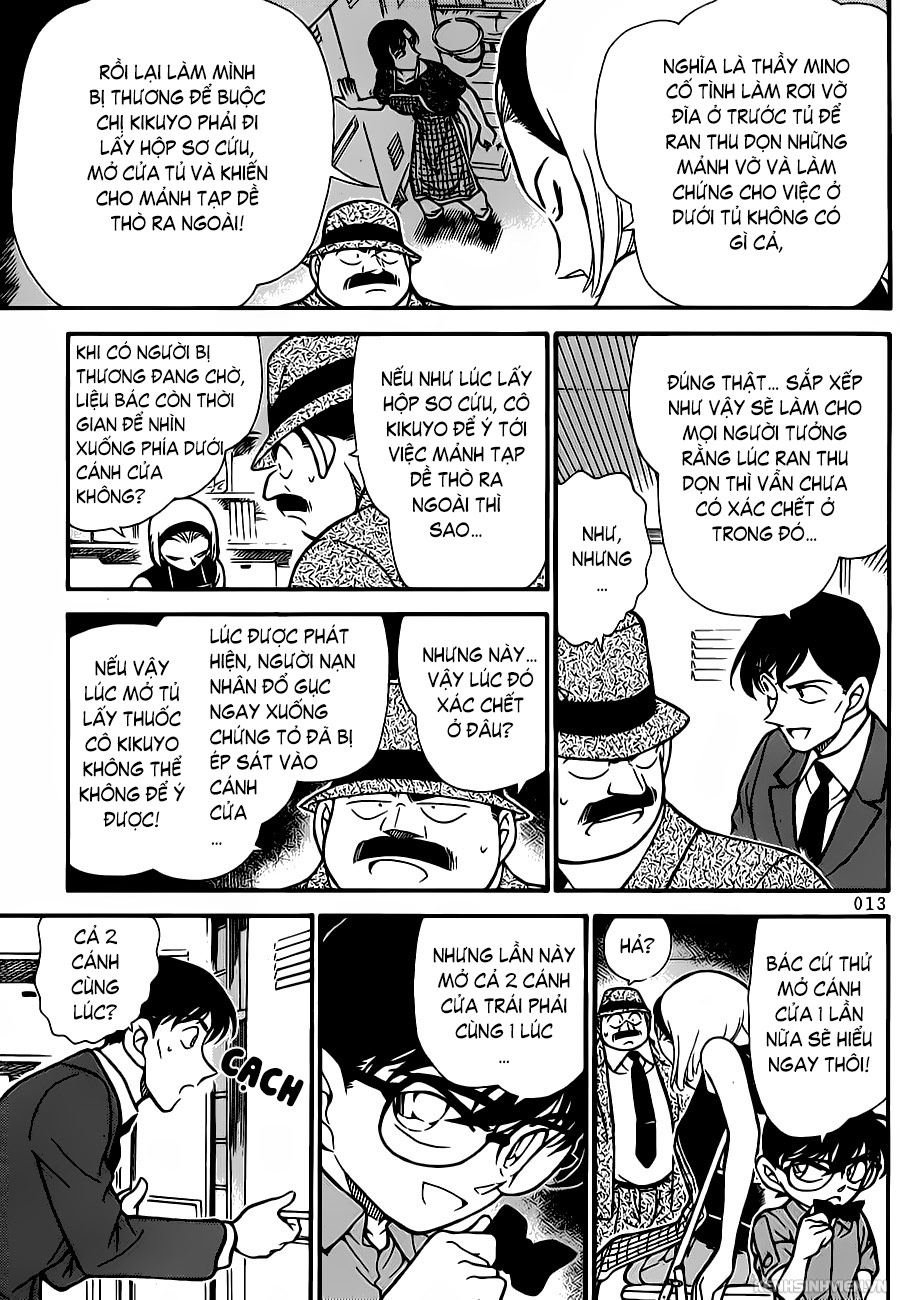 NGHĨA LÀ THẦY MINO
CỐ TÌNH LÀM RƠI VỠ
ĐĨA Ở TRƯỚC TỦ ĐỂ
RAN THU DỌN NHỮNG
MẢNH VỠ VÀ LÀM
CHỨNG CHO VIỆC Ở
DƯỚI TỦ KHÔNG CÓ
GÌ CẢ,
RỒI LẠI LÀM MÌNH
BỊ THƯƠNG ĐỂ BUỘC
CHỊ KIKUYO PHẢI ĐI
LẤY HỘP SƠ CỨU,
MỞ CỬA TỦ VÀ KHIẾN
CHO MẢNH TẠP DỀ
THÒ RA NGOÀI!
ĐÚNG THẬT... SẮP XẾP
NHƯ VẬY SẼ LÀM CHO
MỌI NGƯỜI TƯỞNG
RẰNG LÚC RAN THU
DỌN THÌ VẪN CHƯA
CÓ XÁC CHẾT Ở
TRONG ĐÓ...
NHƯ,
NHƯNG
...
NẾU NHƯ LÚC LẤY
HỘP SƠ CỨU, CÔ
KIKUYO ĐỂ Ý TỚI
VIỆC MẢNH TẠP
DỀ THÒ RA
NGOÀI THÌ
SAO...
KHI CÓ NGƯỜI BỊ
THƯƠNG ĐANG CHỜ,
LIỆU BÁC CÒN THỜI
GIAN ĐỂ NHÌN
XUỐNG PHÍA DƯỚI
CÁNH CỬA
KHÔNG?
NHƯNG NÀY...
VẬY LÚC ĐÓ
XÁC CHẾT
Ở ĐÂU?
LÚC ĐƯỢC PHÁT
HIỆN, NGƯỜI NẠN
NHÂN ĐỔ GỤC
NGAY XUỐNG
CHỨNG TỎ ĐÃ BỊ
ÉP SÁT VÀO
CÁNH
CỬA
...
NẾU VẬY
LÚC MỞ TỦ
LẤY THUỐC
CÔ KIKUYO
KHÔNG THỂ
KHÔNG ĐỂ Ý
ĐƯỢC!
013
BÁC CỨ THỬ
MỞ CÁNH
CỬA 1 LẦN
NỮA SẼ HIỂU
NGAY THÔI!
HẢ?
NHƯNG LẦN NÀY
MỞ CẢ 2 CÁNH
CỬA TRÁI PHẢI
CÙNG 1 LÚC
...
CẢ 2
CÁNH
CÙNG
LÚC?
CẠCH
KENHSINHVIEN.VN